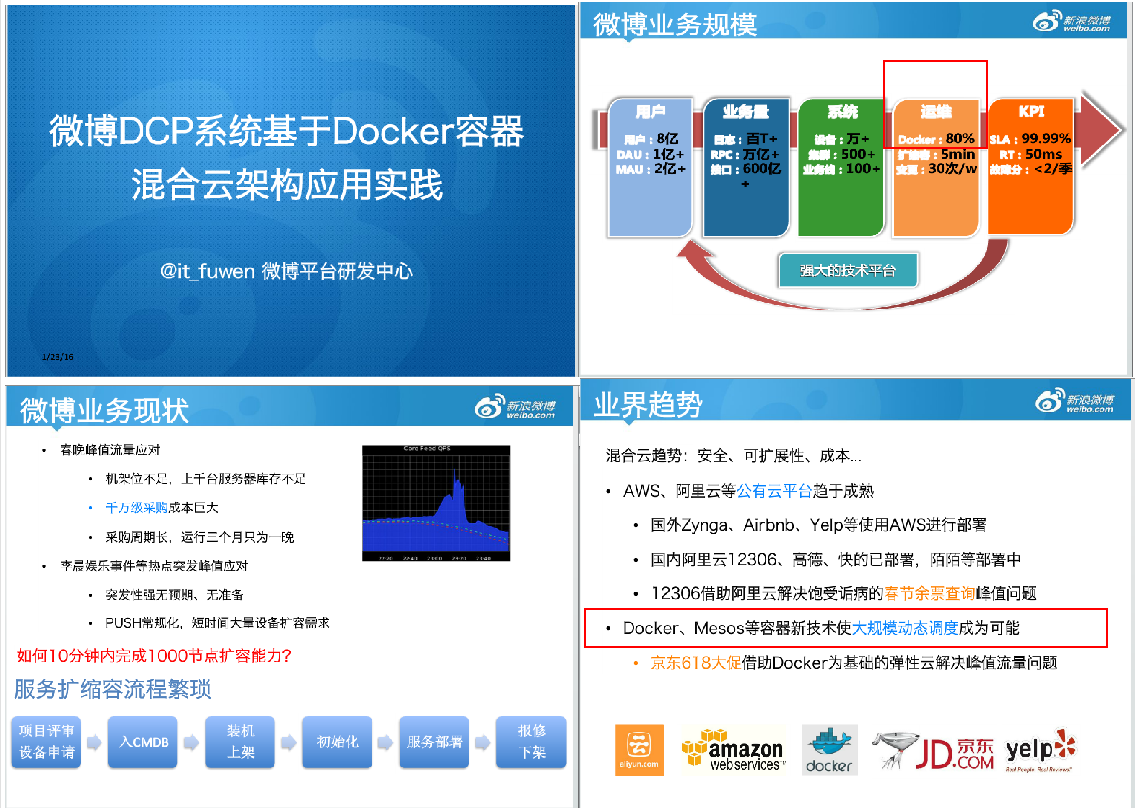 微博DCP系统基于Docker容器
混合云架构应用实践
@it_fuwen 微博平台研发中心
1/23/16
微博业务规模
新浪微博
weibo.com
用户
用户：8亿
DAU：1亿+
MAU：2亿+
业务量
日志：百T+
RPC：万亿+
接口：600亿
+
系统
设备：万+
集群：500+
业务线：100+
运维
Docker：80%
扩缩容：5min
变更：30次/w
KPI
SLA：99.99%
RT：50ms
故障分：<2/季
强大的技术平台
微博业务现状
新浪微博
weibo.com
• 春晚峰值流量应对
• 机架位不足，上千台服务器库存不足
• 千万级采购成本巨大
• 采购周期长，运行三个月只为一晚
• 李晨娱乐事件等热点突发峰值应对
• 突发性强无预期、无准备
• PUSH常规化，短时间大量设备扩容需求
Card Feed QPS
如何10分钟内完成1000节点扩容能力?
服务扩缩容流程繁琐
项目评审
设备申请
入CMDB
装机
上架
初始化
服务部署
报修
下架
业界趋势
新浪微博
weibo.com
混合云趋势：安全、可扩展性、成本...
• AWS、阿里云等公有云平台趋于成熟
• 国外Zynga、Airbnb、Yelp等使用AWS进行部署
• 国内阿里云12306、高德、快的已部署，陌陌等部署中
• 12306借助阿里云解决饱受诟病的春节余票查询峰值问题
• Docker、Mesos等容器新技术使大规模动态调度成为可能
• 京东618大促借助Docker为基础的弹性云解决峰值流量问题
aliyun.com
amazon
webservices™
docker
JD京东
.COM
yelp
Real People. Real Reviews.®